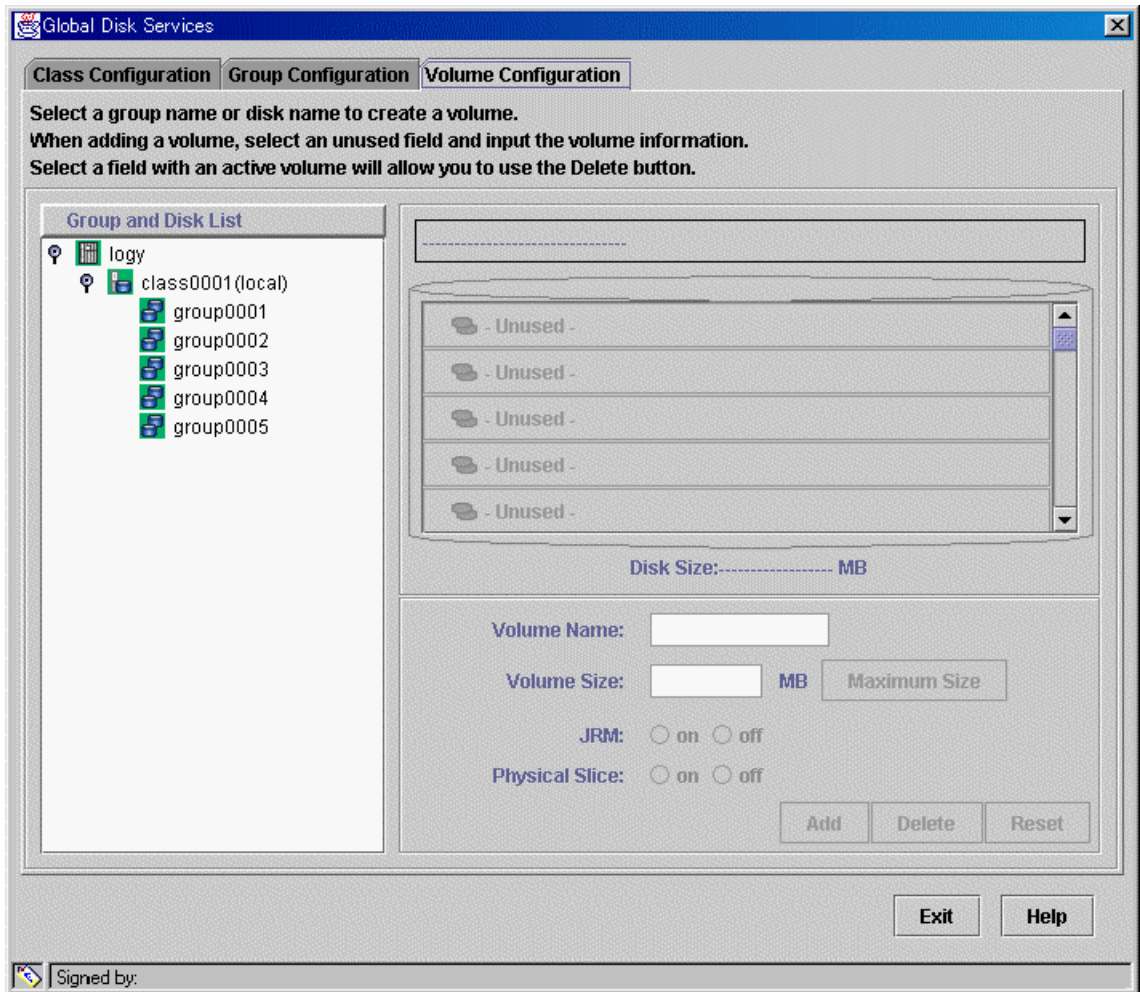 Global Disk Services
Class Configuration Group Configuration Volume Configuration
Select a group name or disk name to create a volume.
When adding a volume, select an unused field and input the volume information.
Select a field with an active volume will allow you to use the Delete button.
Group and Disk List
logy
class0001(local)
group0001
group0002
group0003
group0004
group0005
-------------------------------
- Unused -
- Unused -
- Unused -
- Unused -
- Unused -
Disk Size:------------------ MB
Volume Name:
Volume Size: MB Maximum Size
JRM: on off
Physical Slice: on off
Add Delete Reset
Exit Help
Signed by: